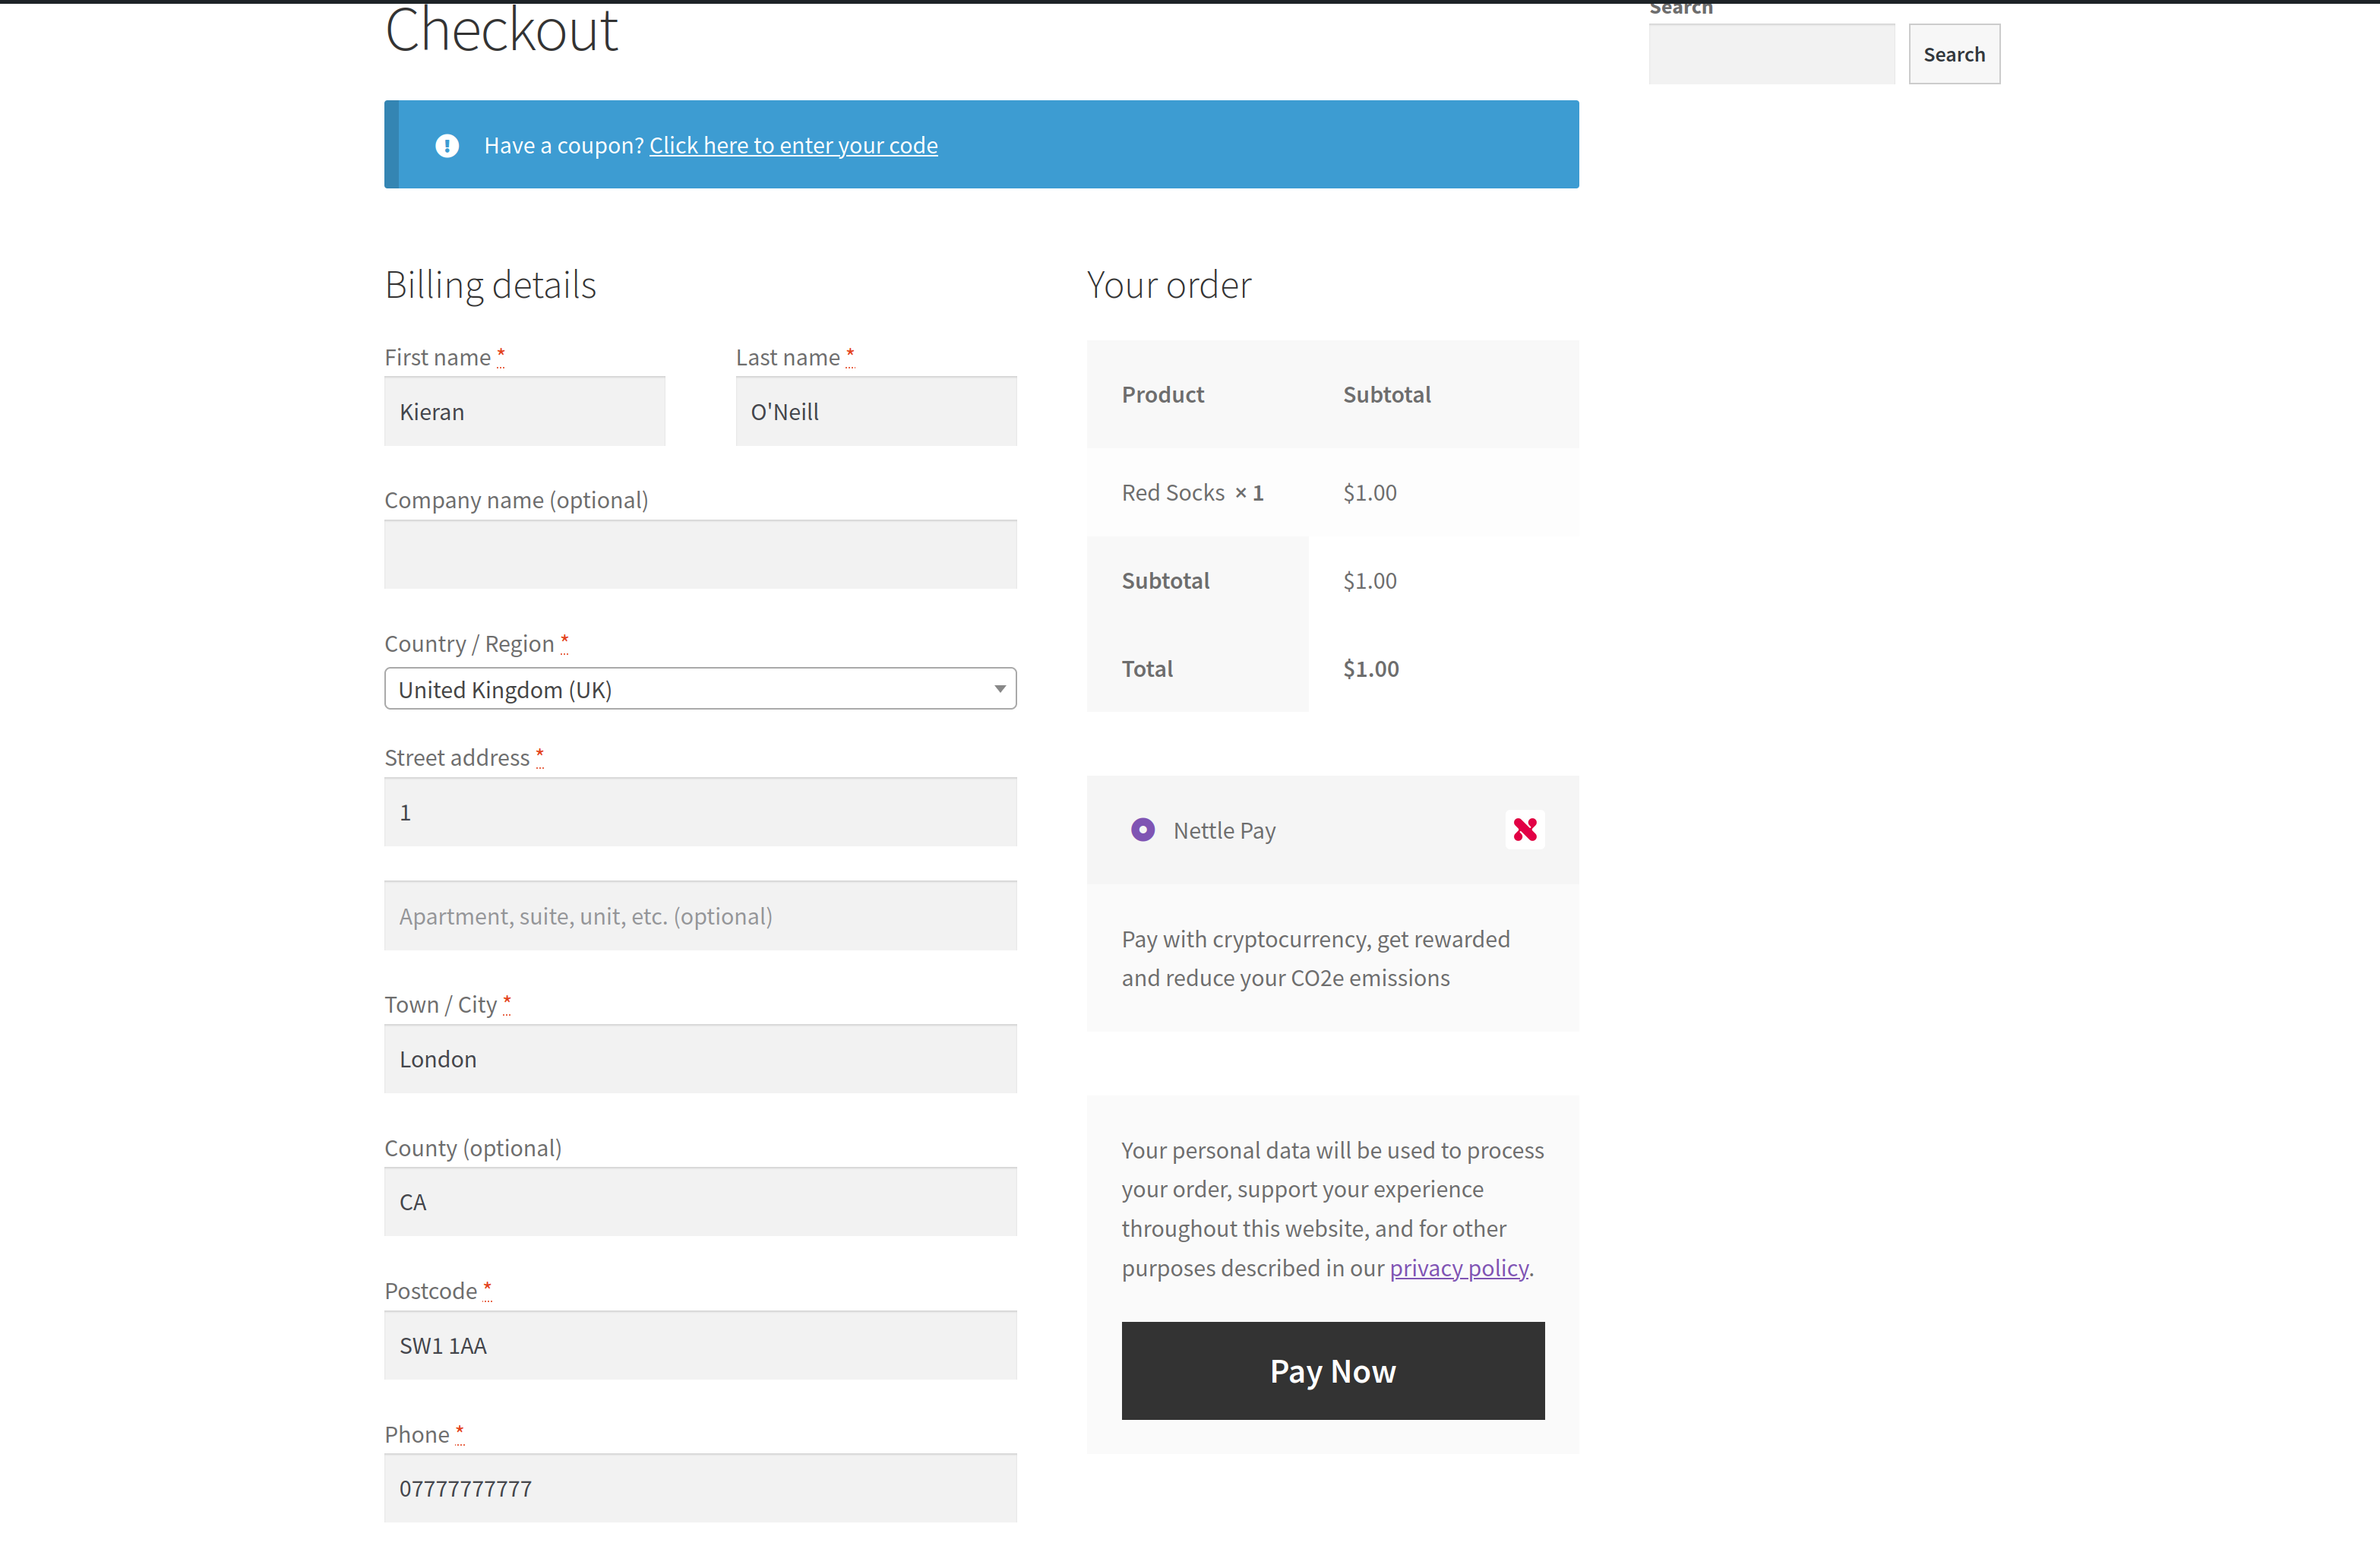 Checkout
Search
Search
Have a coupon? Click here to enter your code
Billing details
First name *
Last name *
Kieran
O'Neill
Company name (optional)
Country / Region *
United Kingdom (UK)
Street address *
1
Apartment, suite, unit, etc. (optional)
Town / City *
London
County (optional)
CA
Postcode *
SW1 1AA
Phone *
07777777777
Your order
Product Subtotal
Red Socks × 1 $1.00
Subtotal $1.00
Total $1.00
Nettle Pay
Pay with cryptocurrency, get rewarded
and reduce your CO2e emissions
Your personal data will be used to process
your order, support your experience
throughout this website, and for other
purposes described in our privacy policy.
Pay Now